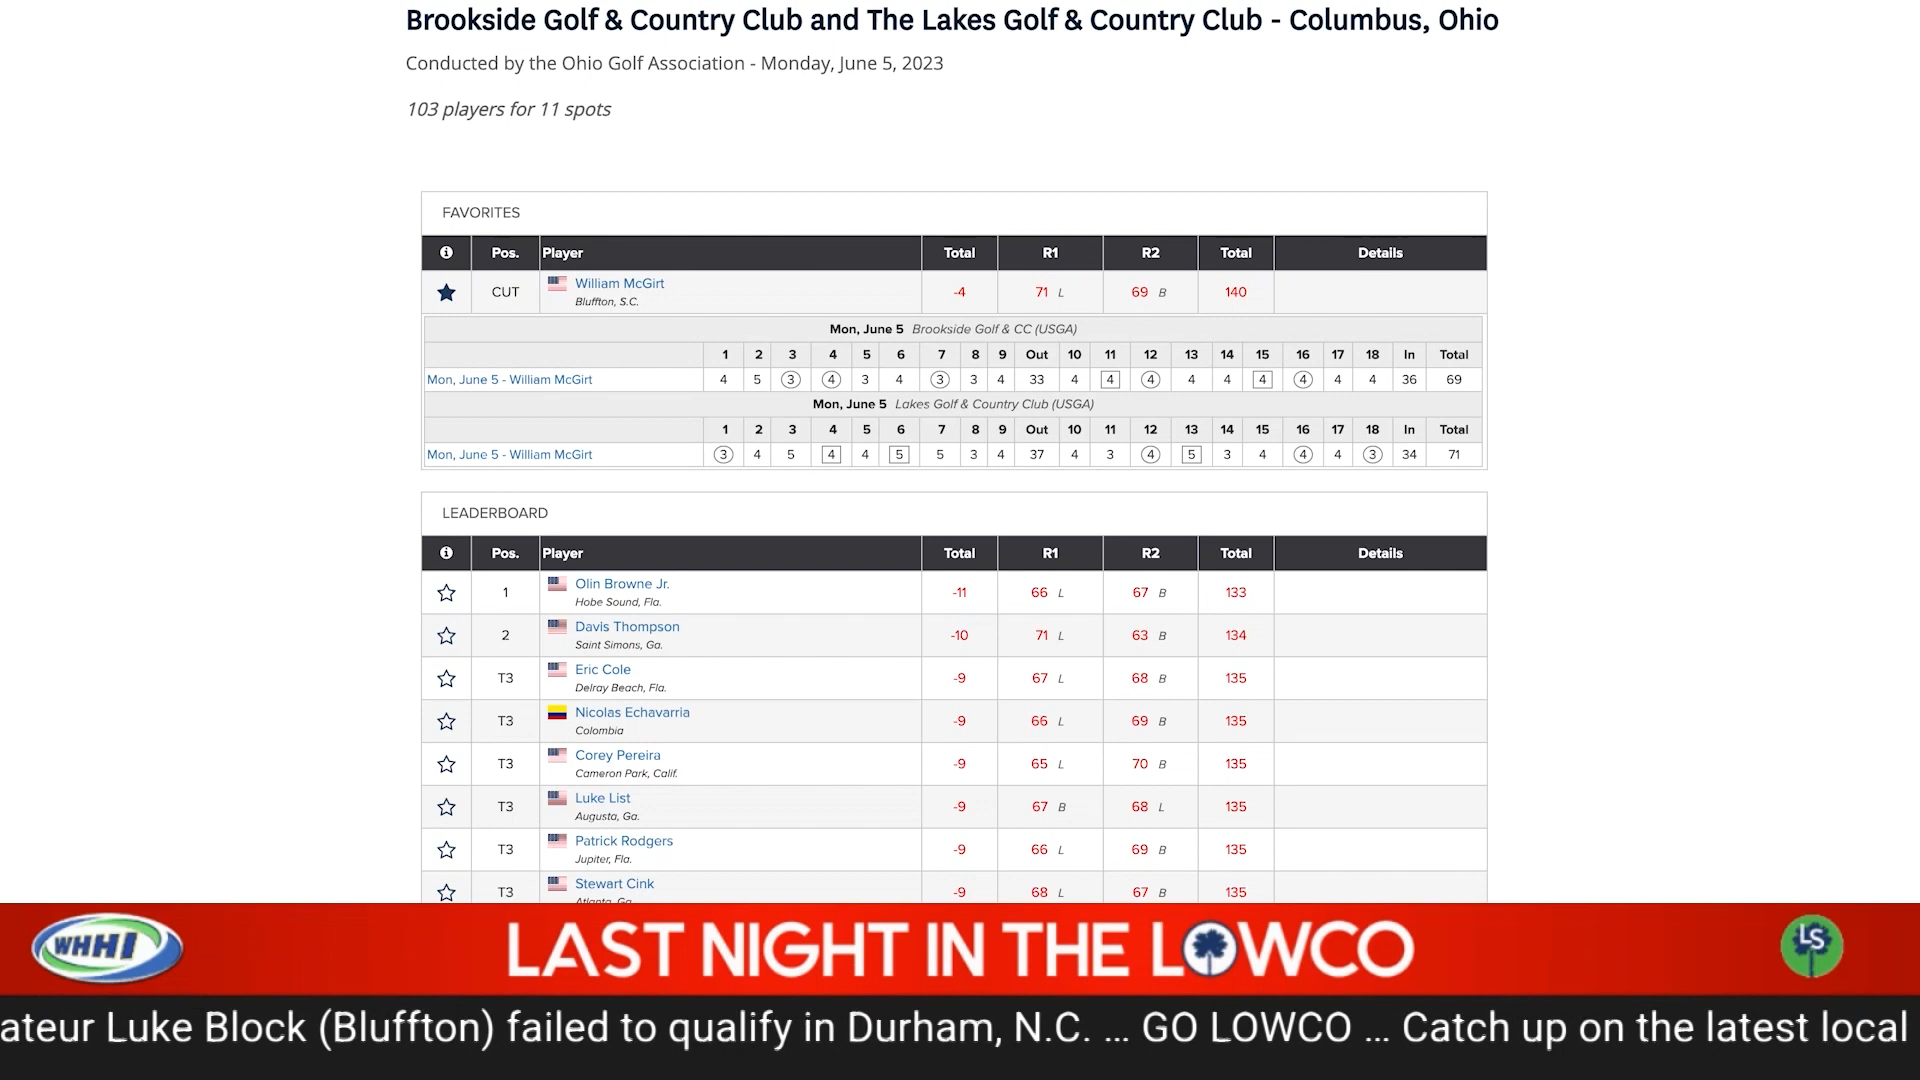 Brookside Golf & Country Club and The Lakes Golf & Country Club - Columbus, Ohio
Conducted by the Ohio Golf Association - Monday, June 5, 2023
103 players for 11 spots
FAVORITES
Pos. Player Total R1 R2 Total Details
CUT William McGirt -4 71 L 69 B 140
Bluffton, S.C.
Mon, June 5 Brookside Golf & CC (USGA)
1 2 3 4 5 6 7 8 9 Out 10 11 12 13 14 15 16 17 18 In Total
Mon, June 5 - William McGirt 4 5 3 4 3 4 3 3 4 33 4 4 4 4 4 4 4 4 4 36 69
Mon, June 5 Lakes Golf & Country Club (USGA)
1 2 3 4 5 6 7 8 9 Out 10 11 12 13 14 15 16 17 18 In Total
Mon, June 5 - William McGirt 3 4 5 4 4 5 5 3 4 37 4 3 4 5 3 4 4 4 3 34 71
LEADERBOARD
Pos. Player Total R1 R2 Total Details
1 Olin Browne Jr. -11 66 L 67 B 133
Hobe Sound, Fla.
2 Davis Thompson -10 71 L 63 B 134
Saint Simons, Ga.
T3 Eric Cole -9 67 L 68 B 135
Delray Beach, Fla.
T3 Nicolas Echavarria -9 66 L 69 B 135
Colombia
T3 Corey Pereira -9 65 L 70 B 135
Cameron Park, Calif.
T3 Luke List -9 67 B 68 L 135
Augusta, Ga.
T3 Patrick Rodgers -9 66 L 69 B 135
Jupiter, Fla.
T3 Stewart Cink -9 68 L 67 B 135
Atlanta, Ga.
WHHI LAST NIGHT IN THE LOWCO LS
ateur Luke Block (Bluffton) failed to qualify in Durham, N.C. ... GO LOWCO ... Catch up on the latest local